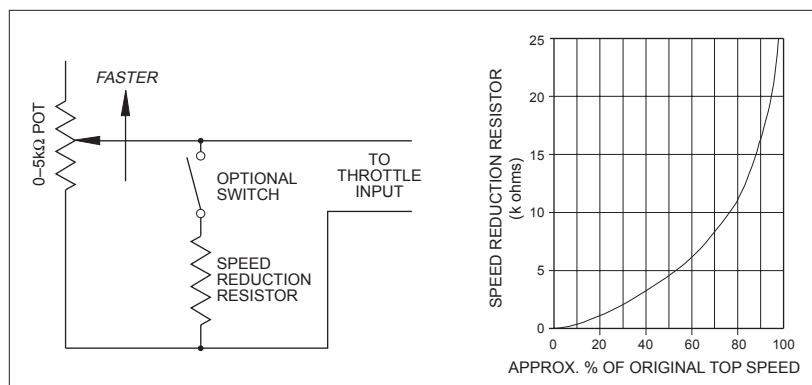 FASTER
0–5kΩ POT
OPTIONAL
SWITCH
TO
THROTTLE
INPUT
SPEED
REDUCTION
RESISTOR
SPEED REDUCTION RESISTOR
(k ohms)
25
20
15
10
5
0
0 20 40 60 80 100
APPROX. % OF ORIGINAL TOP SPEED